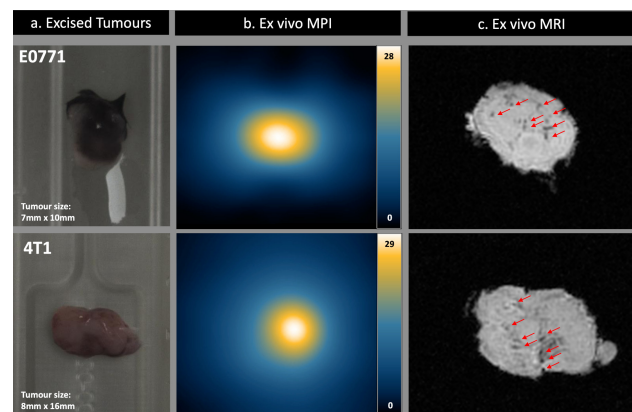 a. Excised Tumours
b. Ex vivo MPI
c. Ex vivo MRI
E0771
28
0
Tumour size:
7mm x 10mm
4T1
29
0
Tumour size:
8mm x 16mm